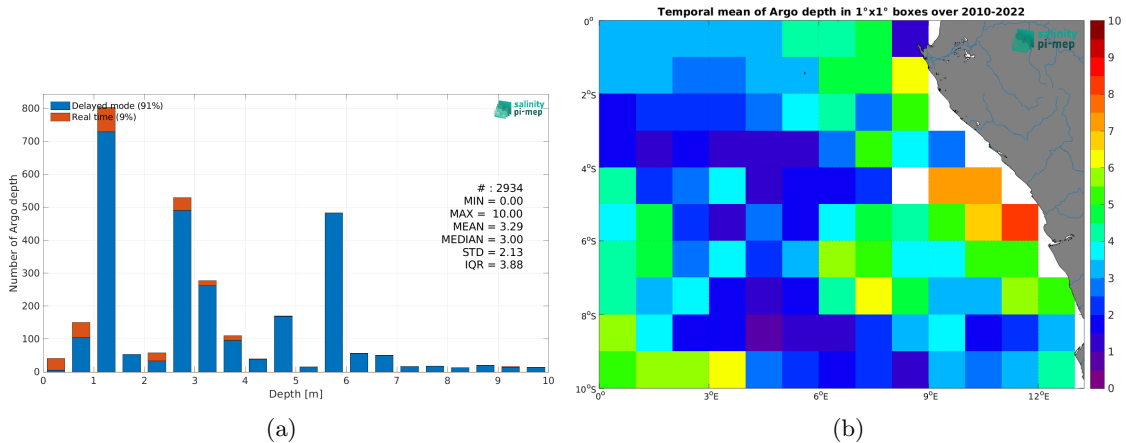 Temporal mean of Argo depth in 1°x1° boxes over 2010-2022
Delayed mode (91%)
Real time (9%)
salinity
pi-mep
# : 2934
MIN = 0.00
MAX = 10.00
MEAN = 3.29
MEDIAN = 3.00
STD = 2.13
IQR = 3.88
Number of Argo depth
800
700
600
500
400
300
200
100
0
0 1 2 3 4 5 6 7 8 9 10
Depth [m]
(a)
salinity
pi-mep
0°
2°S
4°S
6°S
8°S
10°S
0° 3°E 6°E 9°E 12°E
10
9
8
7
6
5
4
3
2
1
0
(b)